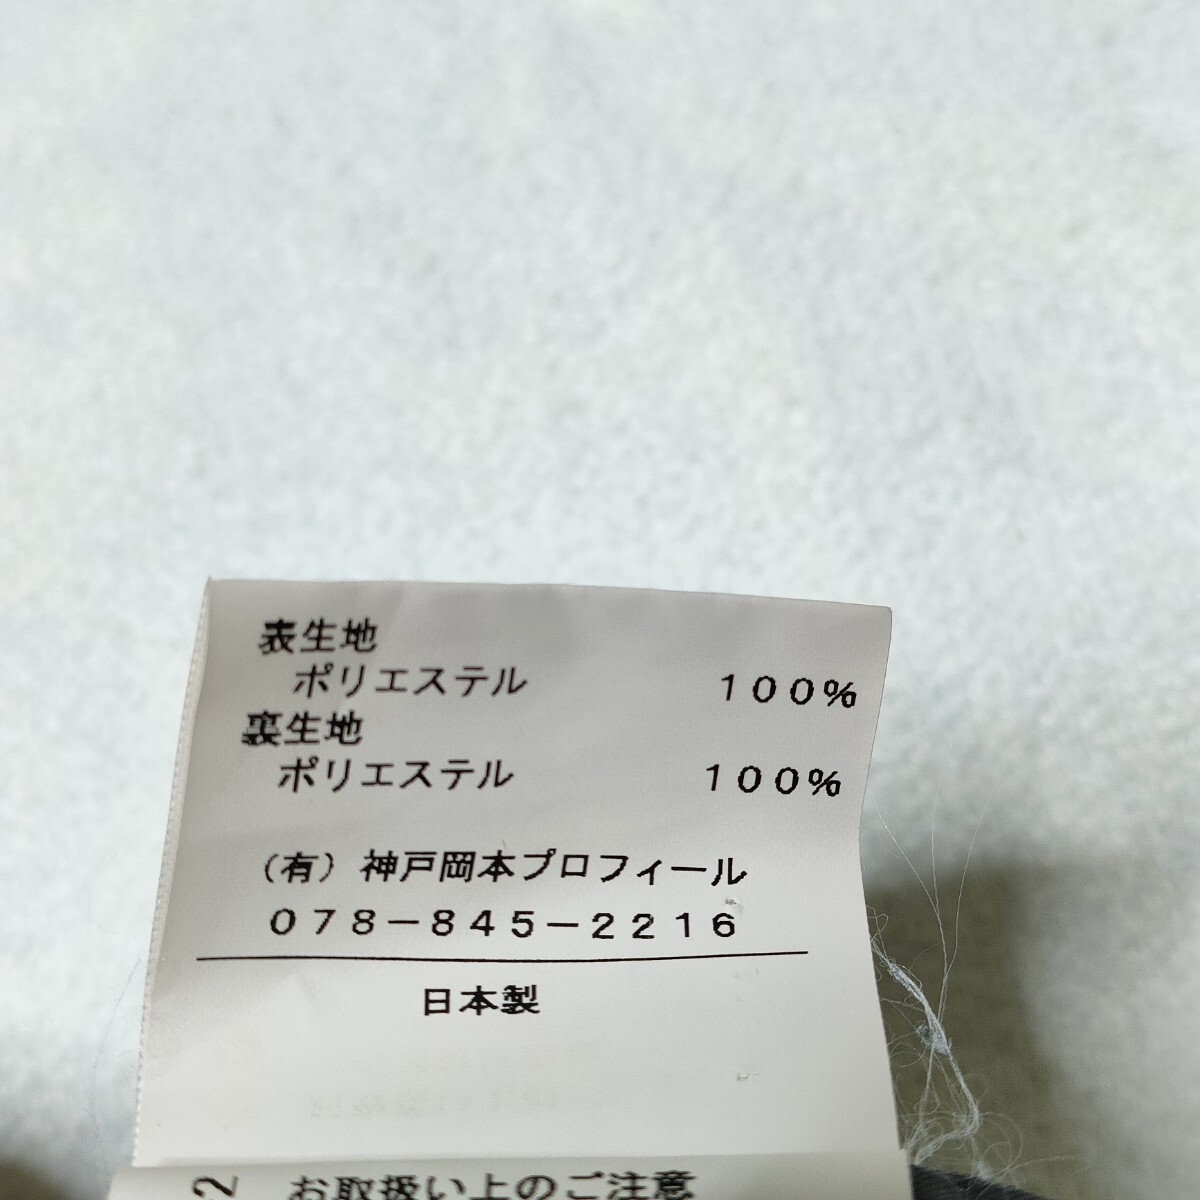 表生地
ポリエステル 100%
裏生地
ポリエステル 100%
(有) 神戸岡本プロフィール
078-845-2216
日本製
2 お取扱い上のご注意